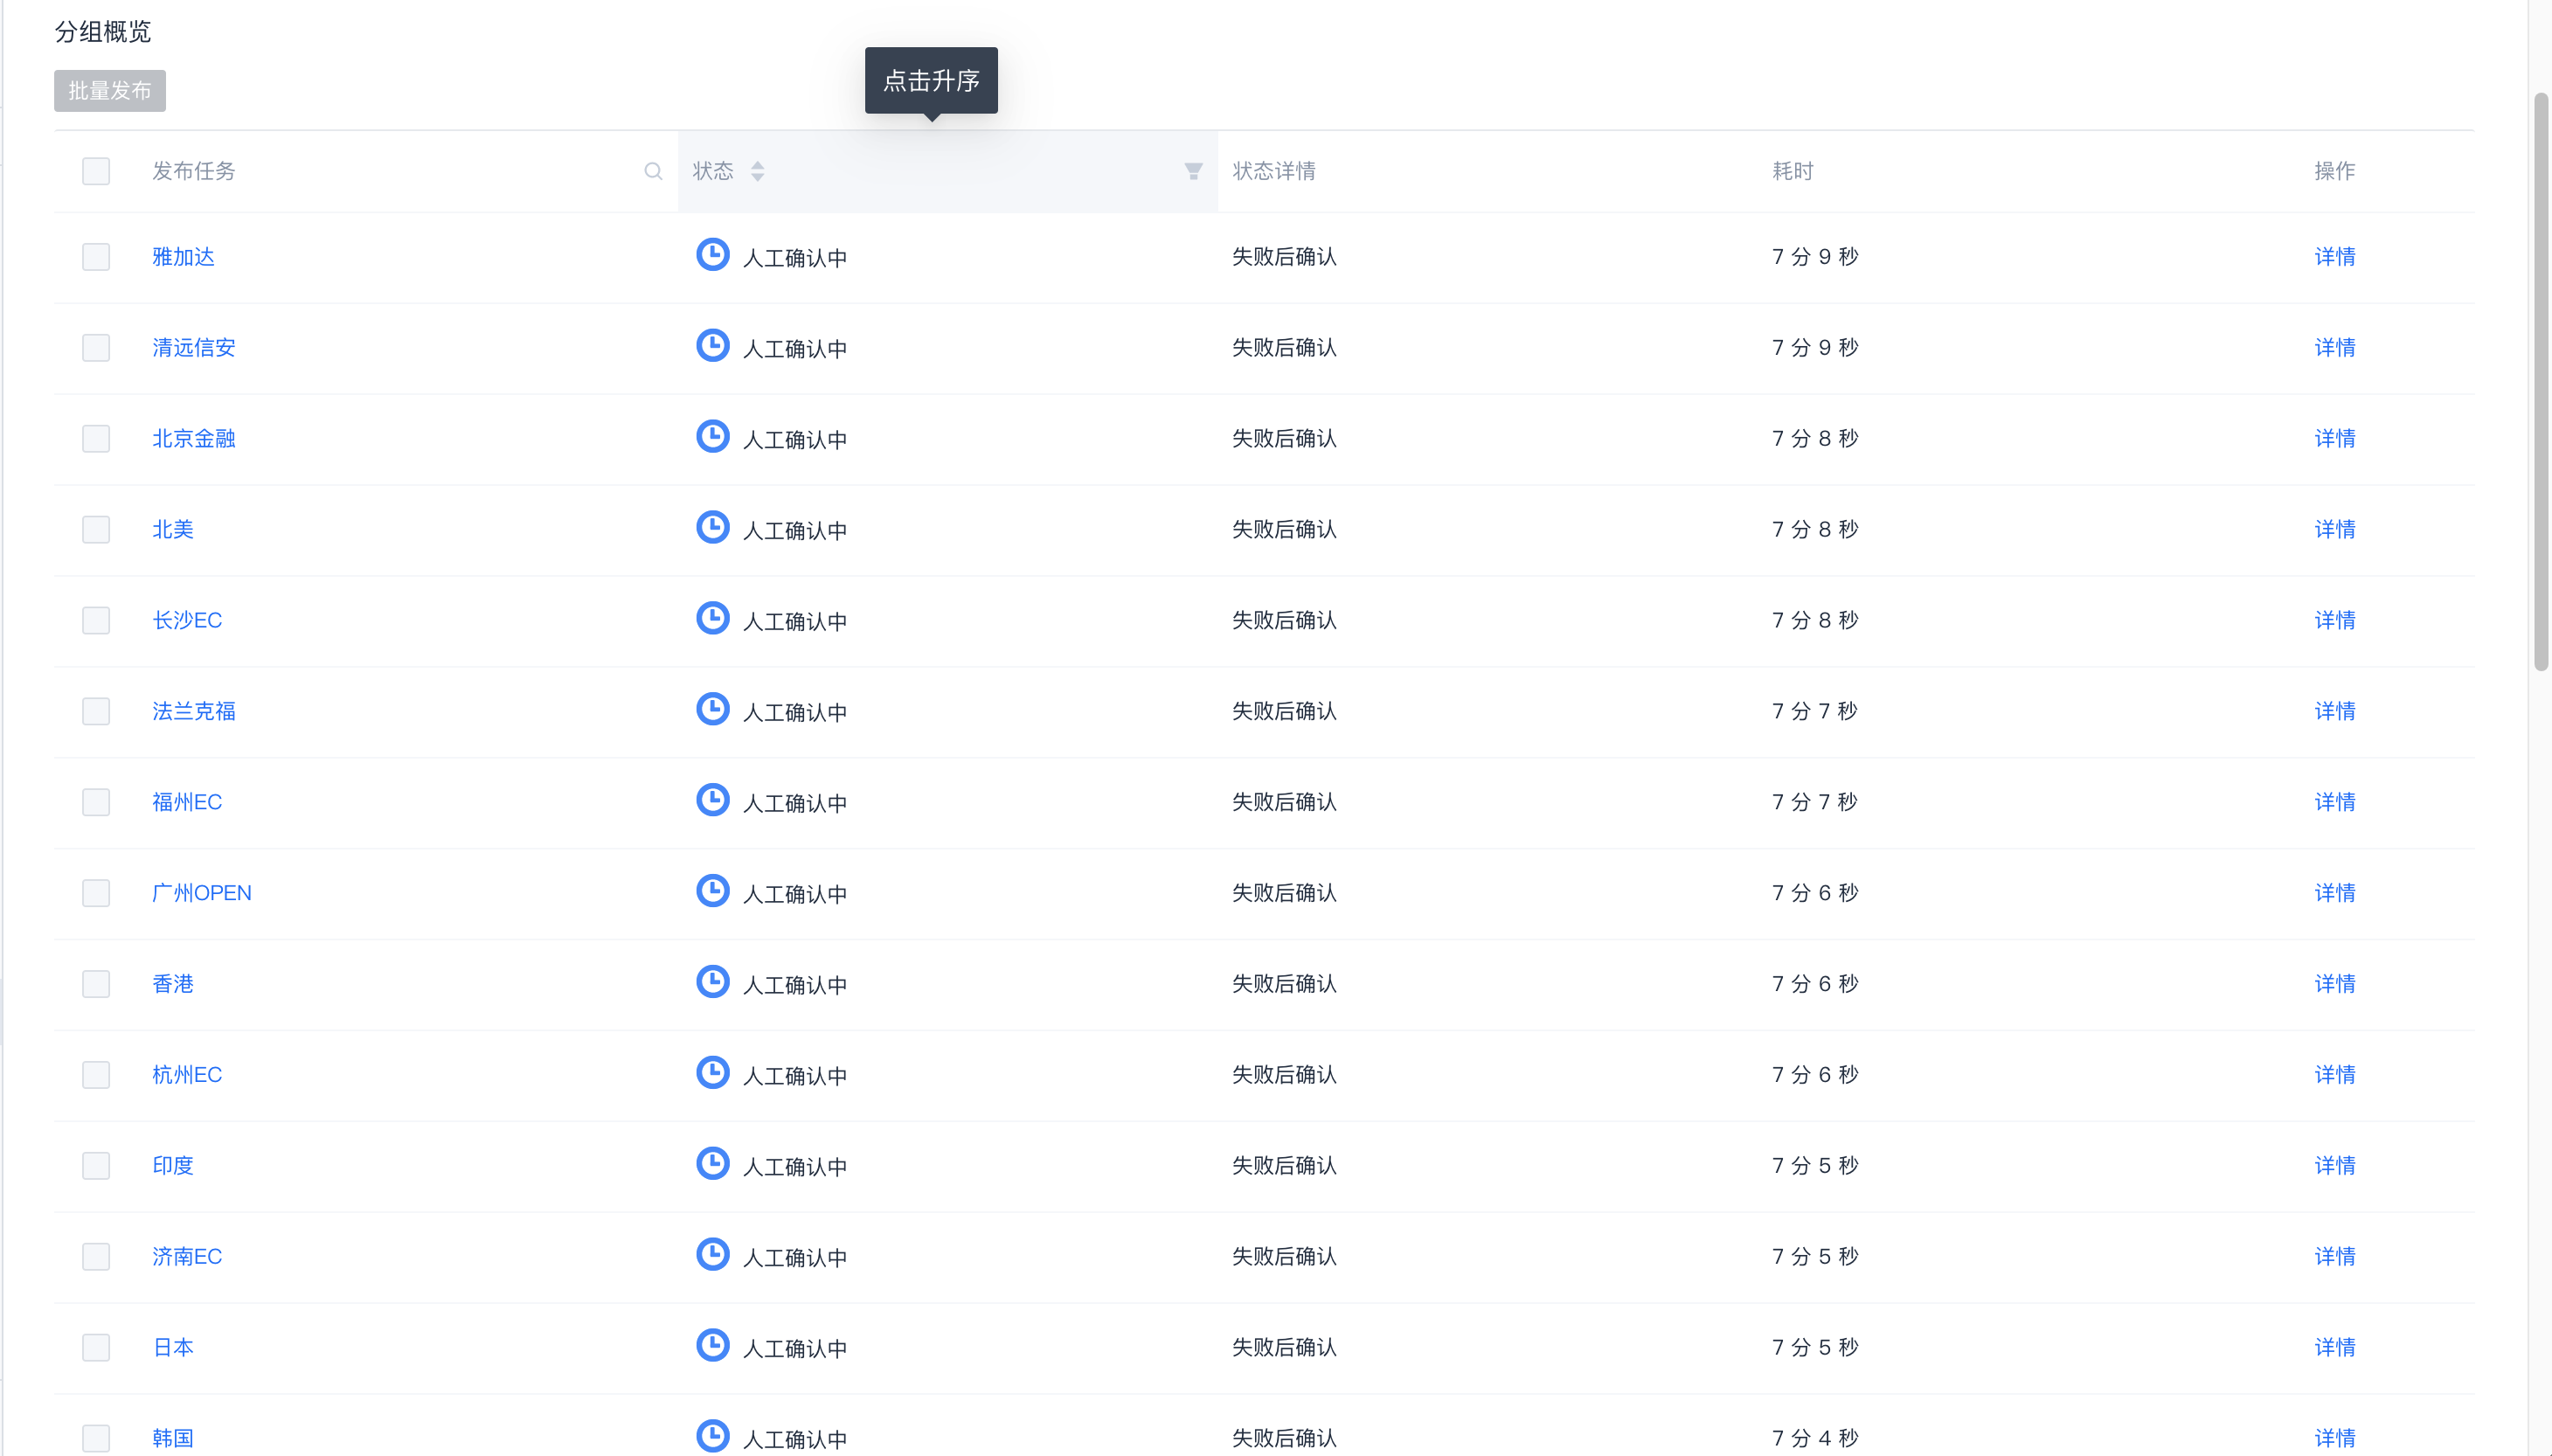 分组概览
点击升序
批量发布
发布任务 状态 状态详情 耗时 操作
雅加达 人工确认中 失败后确认 7 分 9 秒 详情
清远信安 人工确认中 失败后确认 7 分 9 秒 详情
北京金融 人工确认中 失败后确认 7 分 8 秒 详情
北美 人工确认中 失败后确认 7 分 8 秒 详情
长沙EC 人工确认中 失败后确认 7 分 8 秒 详情
法兰克福 人工确认中 失败后确认 7 分 7 秒 详情
福州EC 人工确认中 失败后确认 7 分 7 秒 详情
广州OPEN 人工确认中 失败后确认 7 分 6 秒 详情
香港 人工确认中 失败后确认 7 分 6 秒 详情
杭州EC 人工确认中 失败后确认 7 分 6 秒 详情
印度 人工确认中 失败后确认 7 分 5 秒 详情
济南EC 人工确认中 失败后确认 7 分 5 秒 详情
日本 人工确认中 失败后确认 7 分 5 秒 详情
韩国 人工确认中 失败后确认 7 分 4 秒 详情